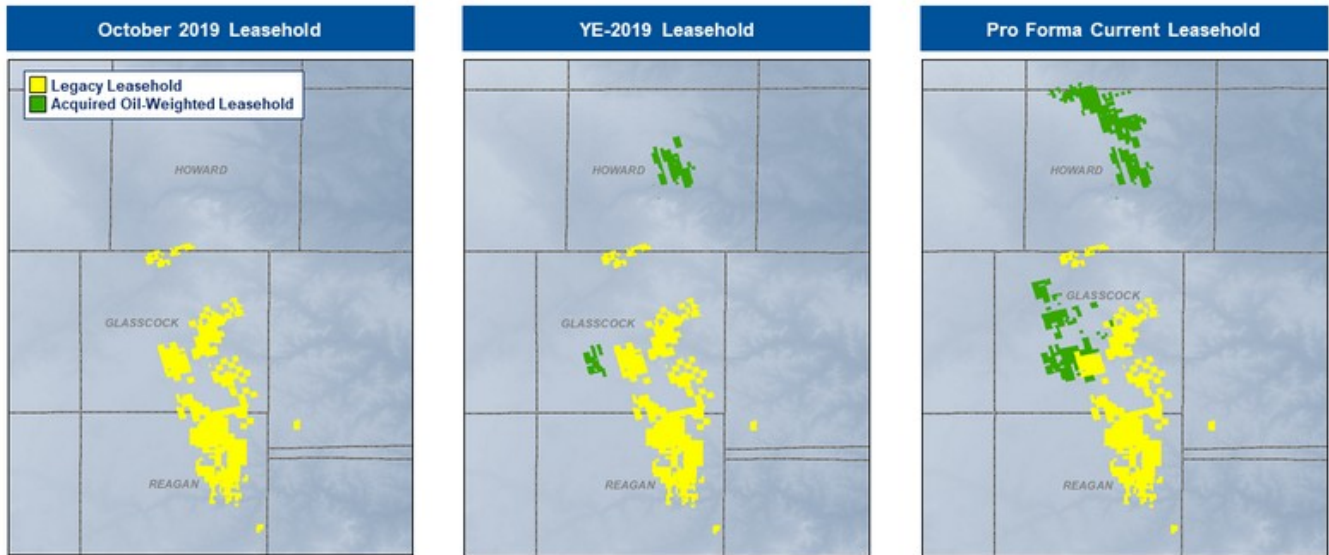 October 2019 Leasehold
YE-2019 Leasehold
Pro Forma Current Leasehold
Legacy Leasehold
Acquired Oil-Weighted Leasehold
HOWARD
GLASSCOCK
REAGAN
HOWARD
GLASSCOCK
REAGAN
HOWARD
GLASSCOCK
REAGAN